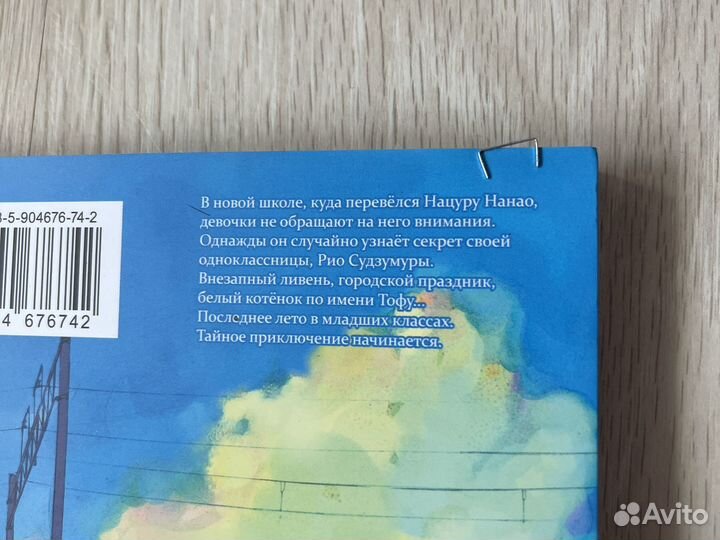 3-5-904676-74-2
4 676742
В новой школе, куда перевёлся Нацуру Нанао,
девочки не обращают на него внимания.
Однажды он случайно узнаёт секрет своей
одноклассницы, Рио Судзумуры.
Внезапный ливень, городской праздник,
белый котёнок по имени Тофу...
Последнее лето в младших классах.
Тайное приключение начинается.
Avito